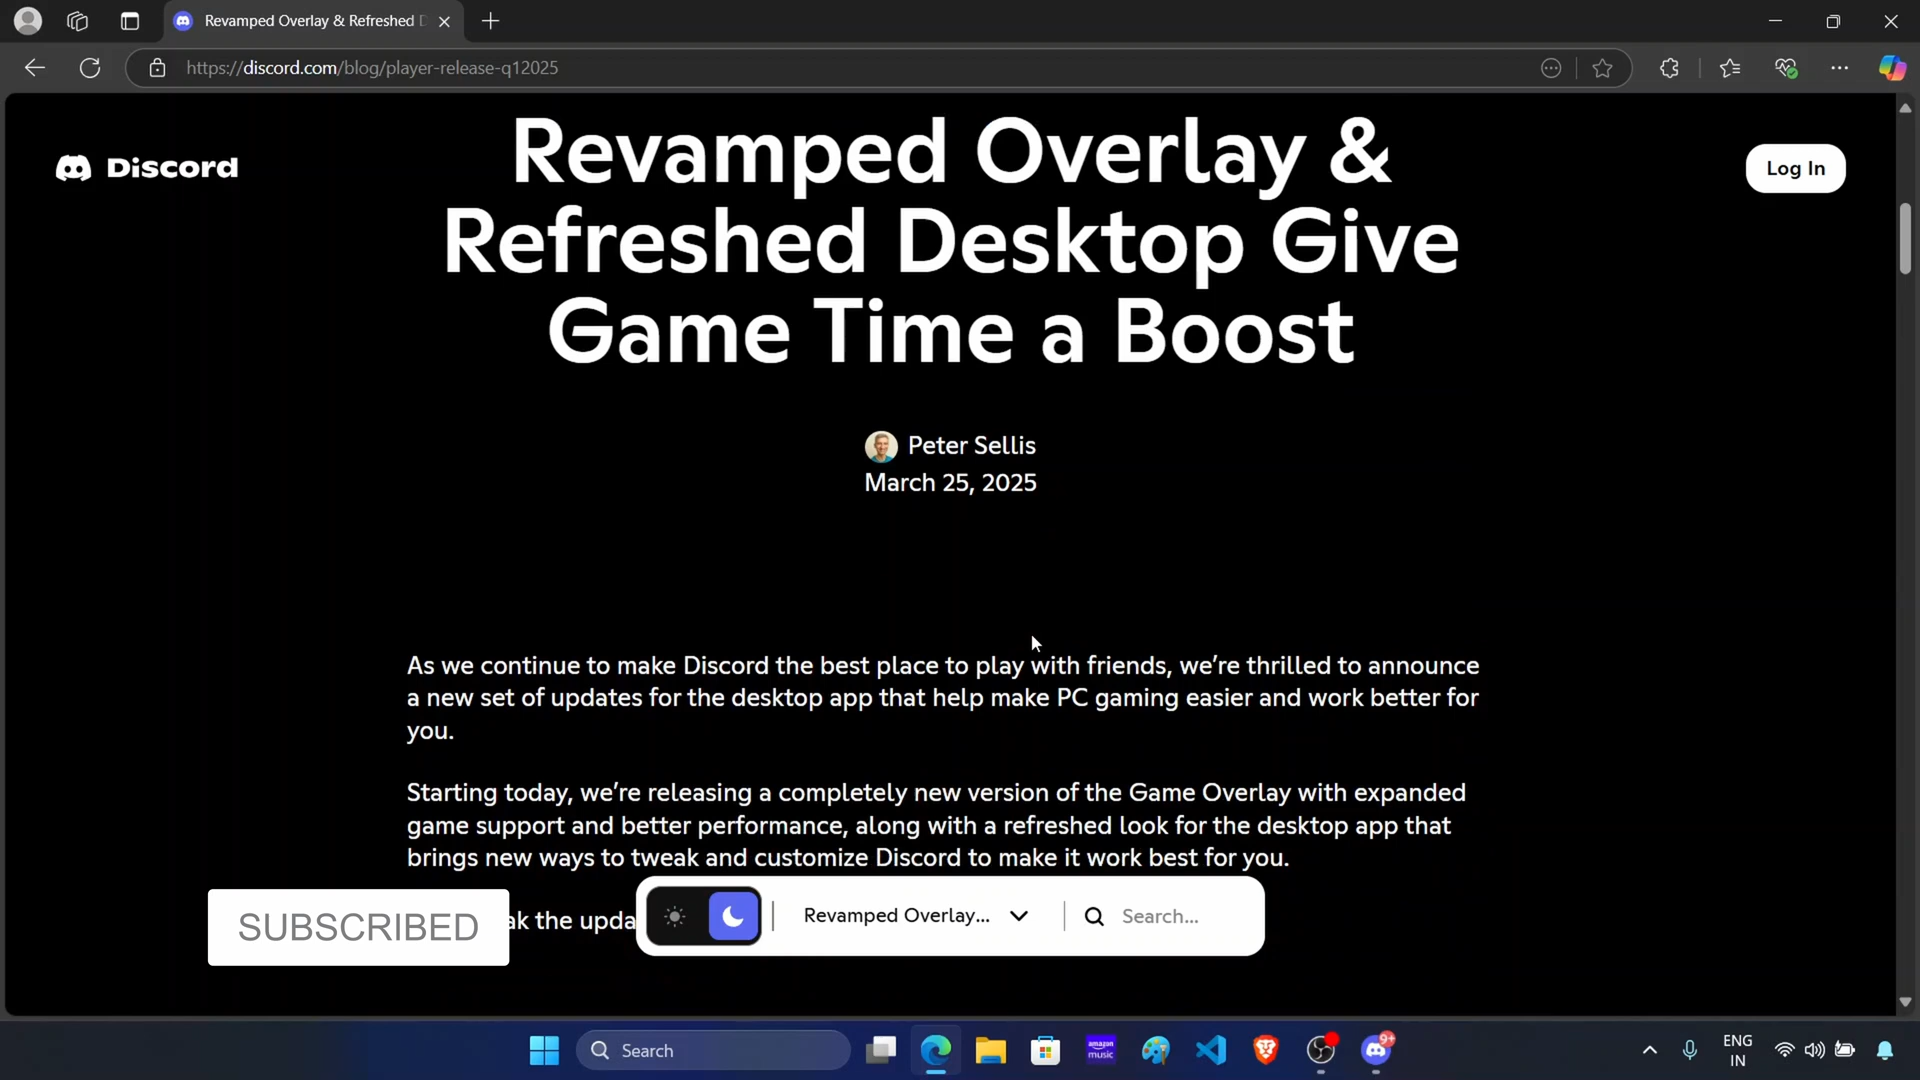 Revamped Overlay & Refreshed D
https://discord.com/blog/player-release-q12025
Discord
Log In
Revamped Overlay &
Refreshed Desktop Give
Game Time a Boost
Peter Sellis
March 25, 2025
As we continue to make Discord the best place to play with friends, we’re thrilled to announce
a new set of updates for the desktop app that help make PC gaming easier and work better for
you.
Starting today, we’re releasing a completely new version of the Game Overlay with expanded
game support and better performance, along with a refreshed look for the desktop app that
brings new ways to tweak and customize Discord to make it work best for you.
SUBSCRIBED
ak the upda
Revamped Overlay...
Search...
Search
amazon music
9+
ENG
IN